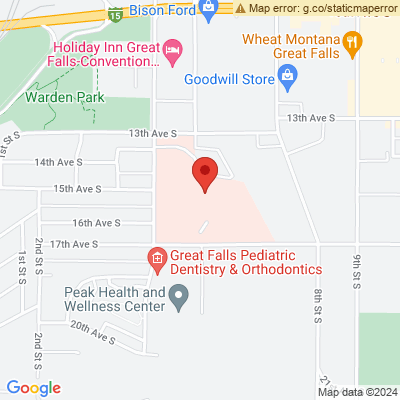 Bison Ford
Map error: g.co/staticmaperror
15
Holiday Inn Great
Falls-Convention...
Wheat Montana
Great Falls
Goodwill Store
Warden Park
13th Ave S
13th Ave S
1st St S
14th Ave S
15th Ave S
16th Ave S
17th Ave S
Great Falls Pediatric
Dentistry & Orthodontics
2nd St S
1st St S
9th St S
8th St S
Peak Health and
Wellness Center
20th Ave S
2nd St S
Google
Map data ©2024